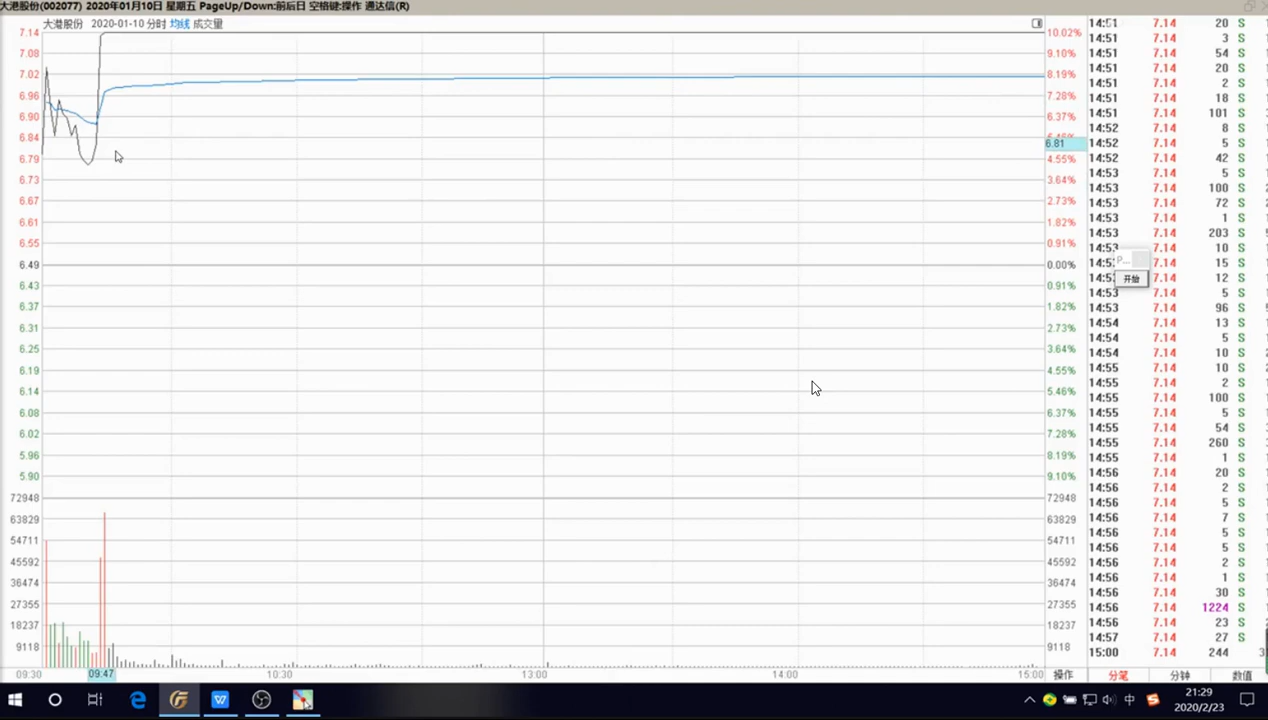 大港股份(002077) 2020年01月10日 星期五 PageUp/Down:前后日 空格键:操作 通达信(R)
大港股份 2020-01-10 分时 均线 成交量
7.14 10.02%
7.08 9.10%
7.02 8.19%
6.96 7.28%
6.90 6.37%
6.84
6.81
6.79 4.55%
6.73 3.64%
6.67 2.73%
6.61 1.82%
6.55 0.91%
6.49 0.00%
6.43 0.91%
6.37 1.82%
6.31 2.73%
6.25 3.64%
6.19 4.55%
6.14 5.46%
6.08 6.37%
6.02 7.28%
5.96 8.19%
5.90 9.10%
72948 72948
63829 63829
54711 54711
45592 45592
36474 36474
27355 27355
18237 18237
9118 9118
09:30 09:47 10:30 13:00 14:00 15:00 操作
14:51 7.14 20 S
14:51 7.14 3 S
14:51 7.14 54 S
14:51 7.14 20 S
14:51 7.14 2 S
14:51 7.14 18 S
14:51 7.14 101 S
14:52 7.14 8 S
14:52 7.14 5 S
14:52 7.14 42 S
14:53 7.14 5 S
14:53 7.14 100 S
14:53 7.14 72 S
14:53 7.14 1 S
14:53 7.14 203 S
14:53 7.14 10 S
P...
7.14 15 S
开始
7.14 12 S
14:53 7.14 5 S
14:53 7.14 96 S
14:54 7.14 13 S
14:54 7.14 5 S
14:54 7.14 10 S
14:55 7.14 10 S
14:55 7.14 2 S
14:55 7.14 100 S
14:55 7.14 5 S
14:55 7.14 54 S
14:55 7.14 260 S
14:55 7.14 1 S
14:56 7.14 20 S
14:56 7.14 2 S
14:56 7.14 5 S
14:56 7.14 7 S
14:56 7.14 5 S
14:56 7.14 5 S
14:56 7.14 2 S
14:56 7.14 1 S
14:56 7.14 30 S
14:56 7.14 1224 S
14:56 7.14 23 S
14:57 7.14 27 S
15:00 7.14 244
分笔 分钟 数值
中
21:29
2020/2/23